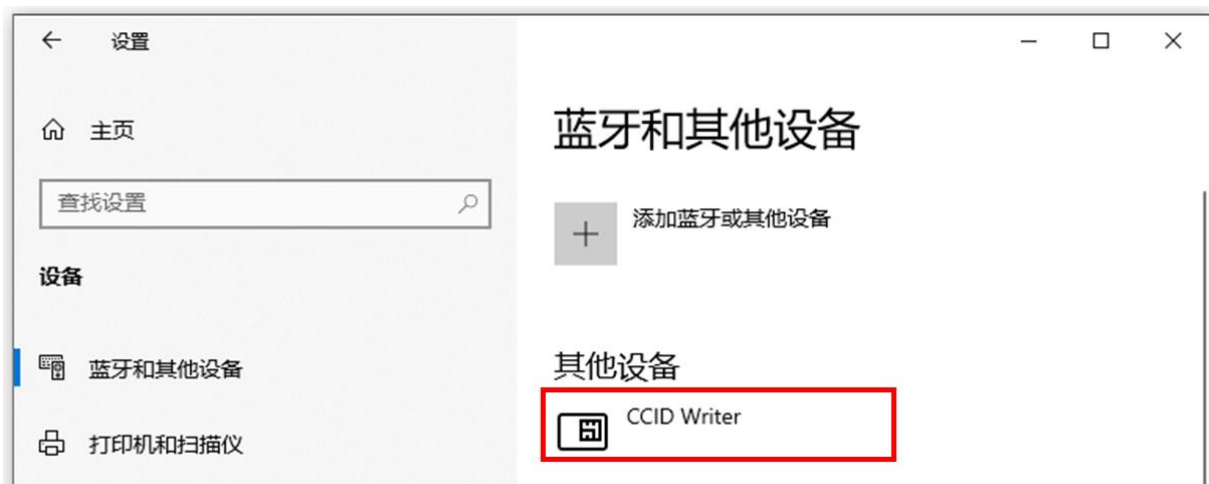 设置
主页
查找设置
设备
蓝牙和其他设备
打印机和扫描仪
蓝牙和其他设备
添加蓝牙或其他设备
其他设备
CCID Writer